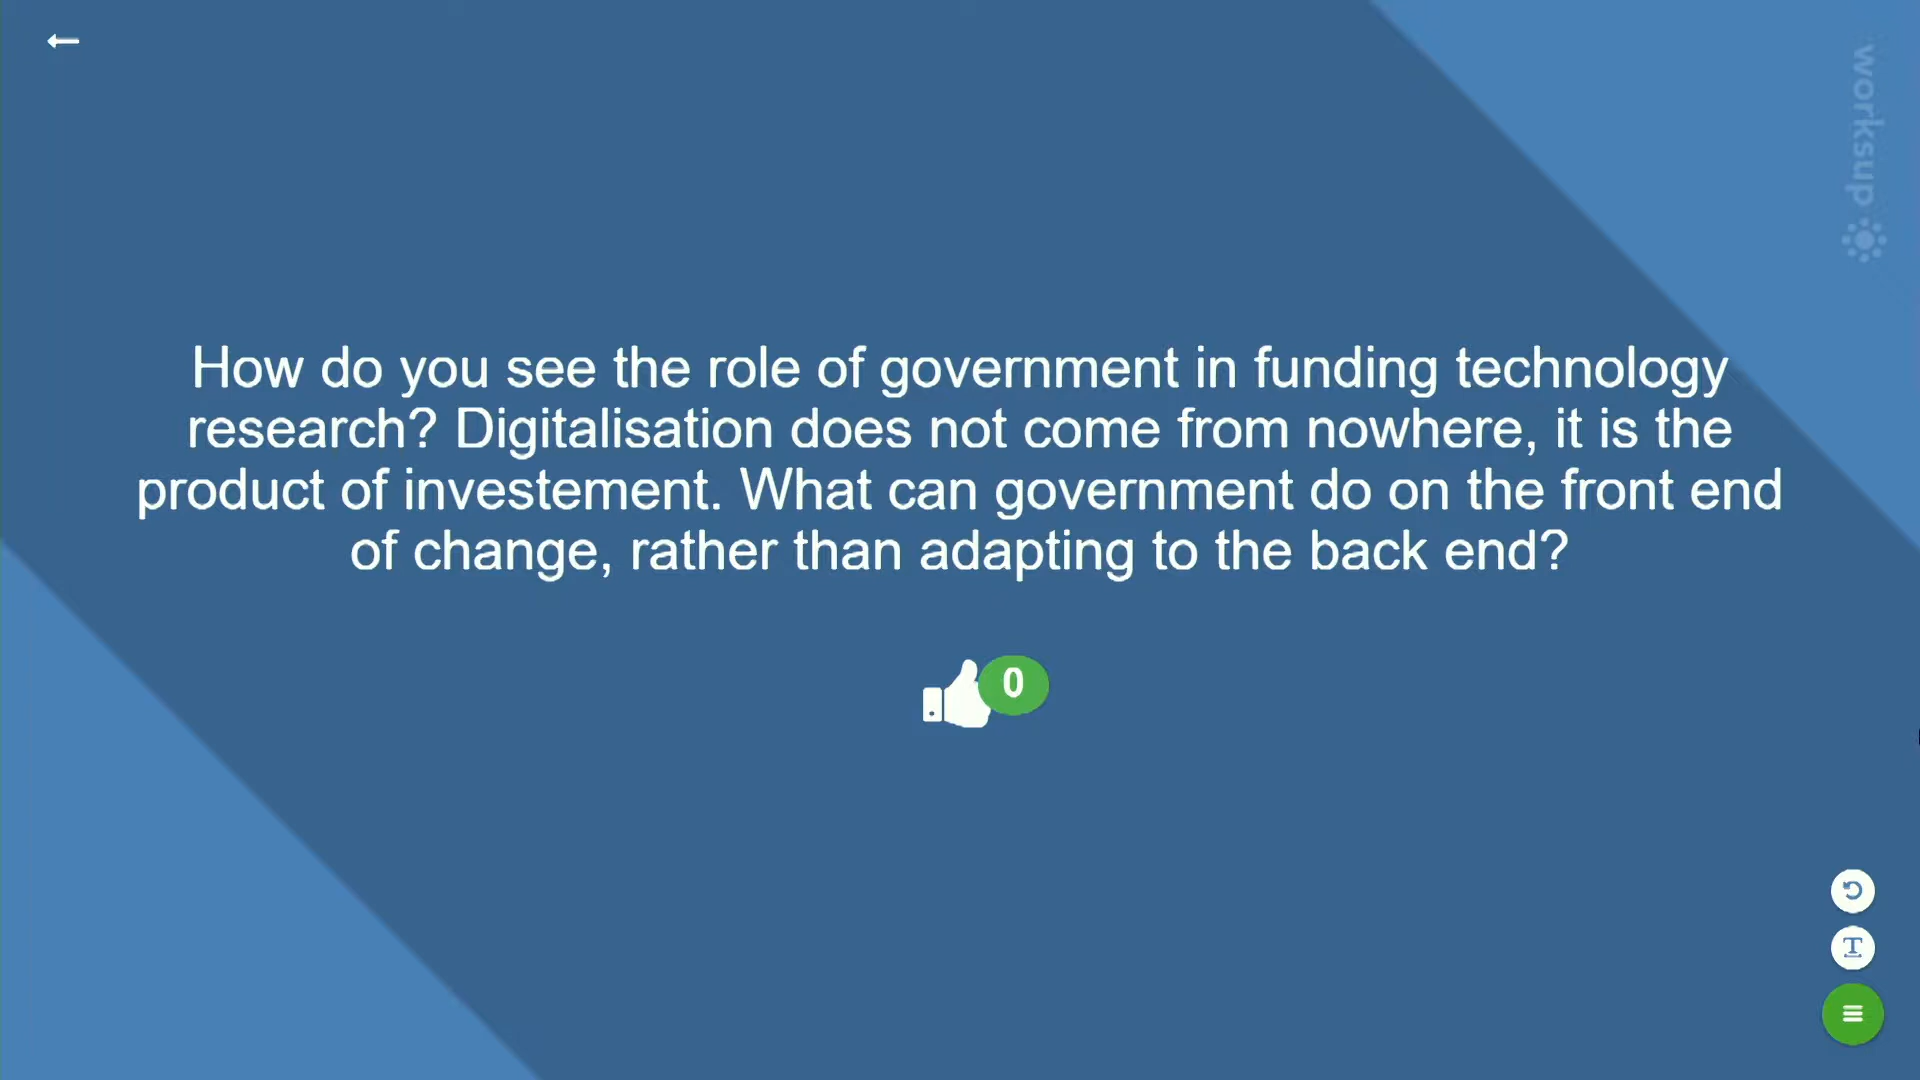 worksup
How do you see the role of government in funding technology
research? Digitalisation does not come from nowhere, it is the
product of investement. What can government do on the front end
of change, rather than adapting to the back end?
0
T